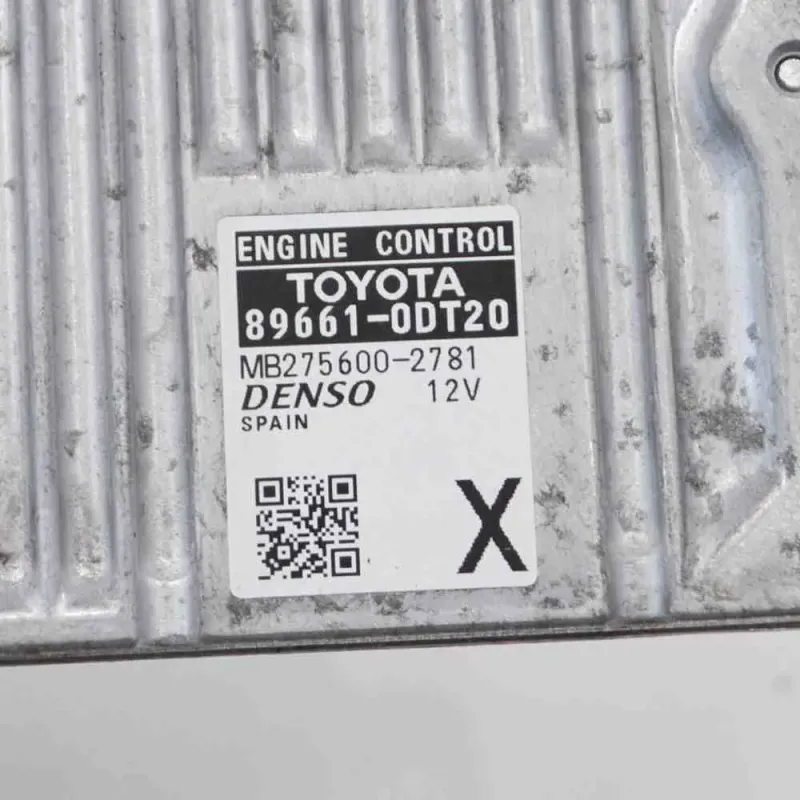 ENGINE CONTROL
TOYOTA
89661-0DT20
MB275600-2781
DENSO 12V
SPAIN
X